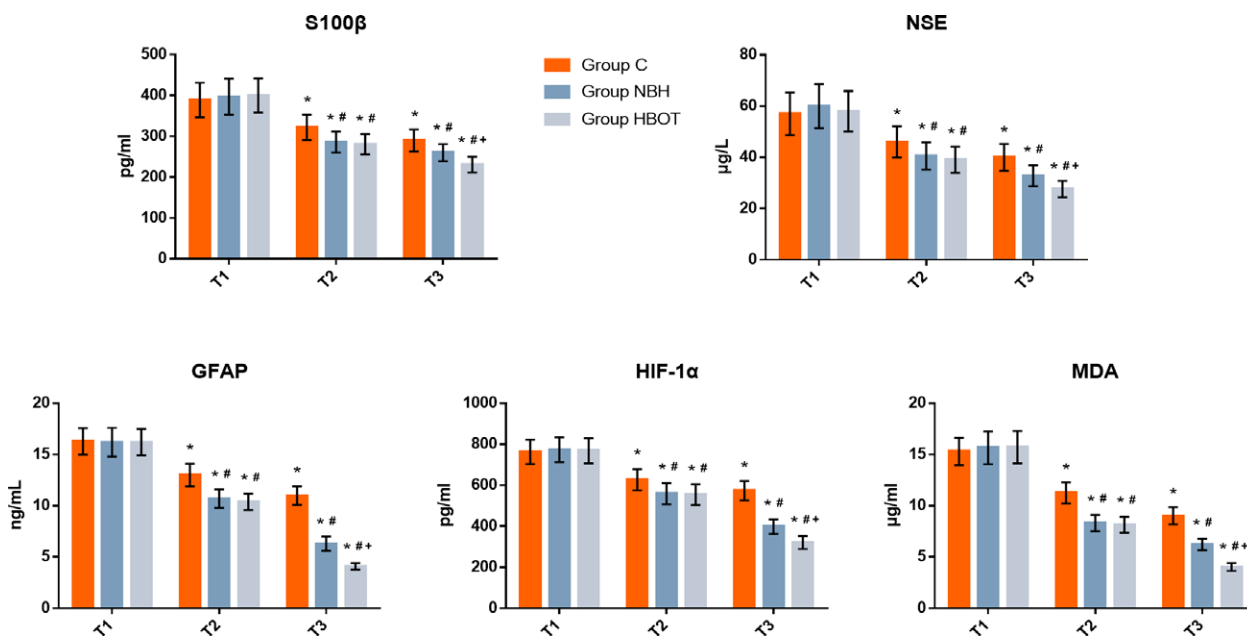 S100β
500
400
300
200
100
0
pg/ml
*
* #
* #
*
* #
* # +
T1
T2
T3
Group C
Group NBH
Group HBOT
NSE
80
60
40
20
0
µg/L
*
* #
* #
*
* #
* # +
T1
T2
T3
GFAP
20
15
10
5
0
ng/mL
*
* #
* #
*
* #
* # +
T1
T2
T3
HIF-1α
1000
800
600
400
200
0
pg/ml
*
* #
* #
*
* #
* # +
T1
T2
T3
MDA
20
15
10
5
0
µg/ml
*
* #
* #
*
* #
* # +
T1
T2
T3